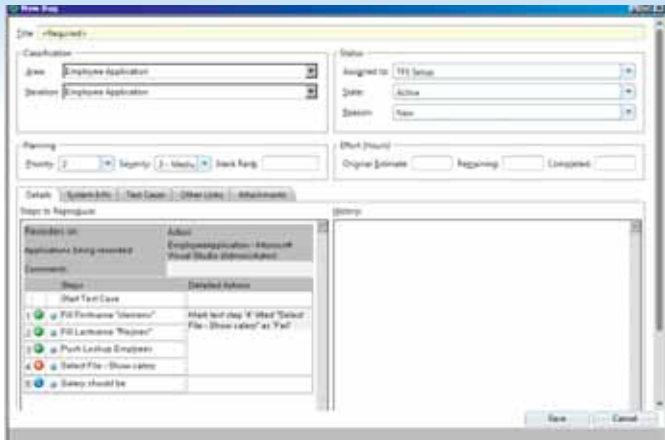 New Bug
Title: <Required>
Classification
Area: Employee Application
Iteration: Employee Application
Status
Assigned to: TFS Setup
State: Active
Reason: New
Planning
Priority: 2 Severity: 3 - Mediu Stack Rank:
Effort (Hours)
Original Estimate: Remaining: Completed:
Details System Info Test Cases Other Links Attachments
Steps to Reproduce: History:
Recorded on
Applications being recorded
Comments
Action
EmployeeApplication - Microsoft
Visual Studio (Administrator)
Steps Detailed Actions
Start Test Case
1 Fill Firstname
2 Fill Lastname
3 Push Lookup Employee
4 Select File - Show salary
5 Salary should be
Mark test step '4' titled "Select
File - Show salary" as 'Fail'
Save Cancel